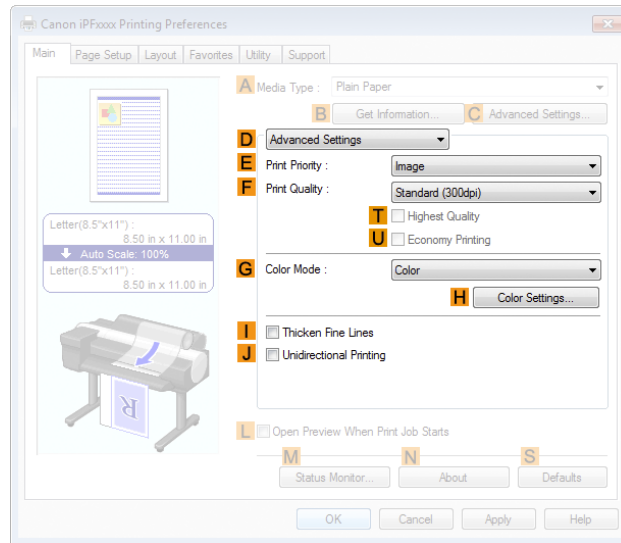 Canon iPFxxxx Printing Preferences
Main Page Setup Layout Favorites Utility Support
A Media Type : Plain Paper
B Get Information... C Advanced Settings...
D Advanced Settings
E Print Priority : Image
F Print Quality : Standard (300dpi)
T Highest Quality
U Economy Printing
Letter(8.5"x11") :
8.50 in x 11.00 in
Auto Scale: 100%
Letter(8.5"x11") :
8.50 in x 11.00 in
G Color Mode : Color
H Color Settings...
I Thicken Fine Lines
J Unidirectional Printing
R
L Open Preview When Print Job Starts
M N S
Status Monitor... About Defaults
OK Cancel Apply Help